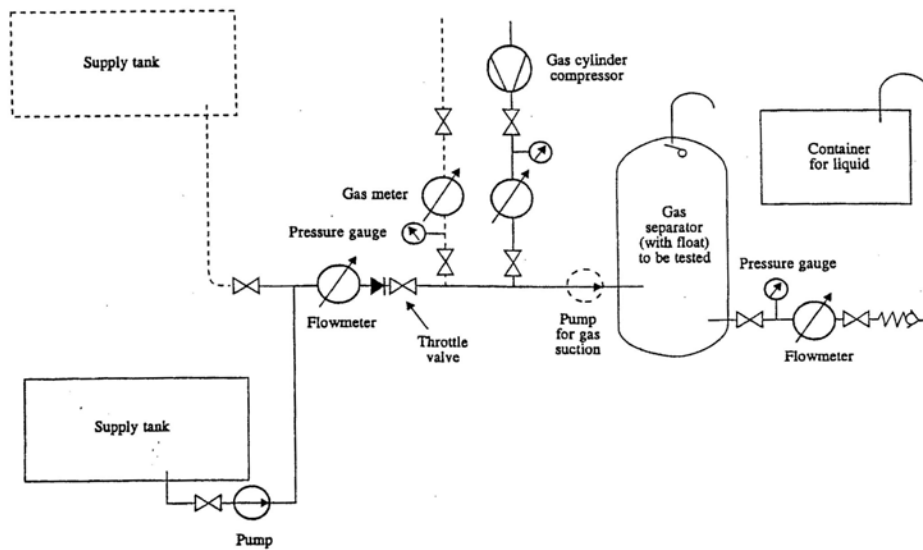 Supply tank
Gas cylinder
compressor
Container
for liquid
Gas meter
Gas
separator
(with float)
to be tested
Pressure gauge
Pressure gauge
Flowmeter
Throttle
valve
Pump
for gas
suction
Flowmeter
Supply tank
Pump